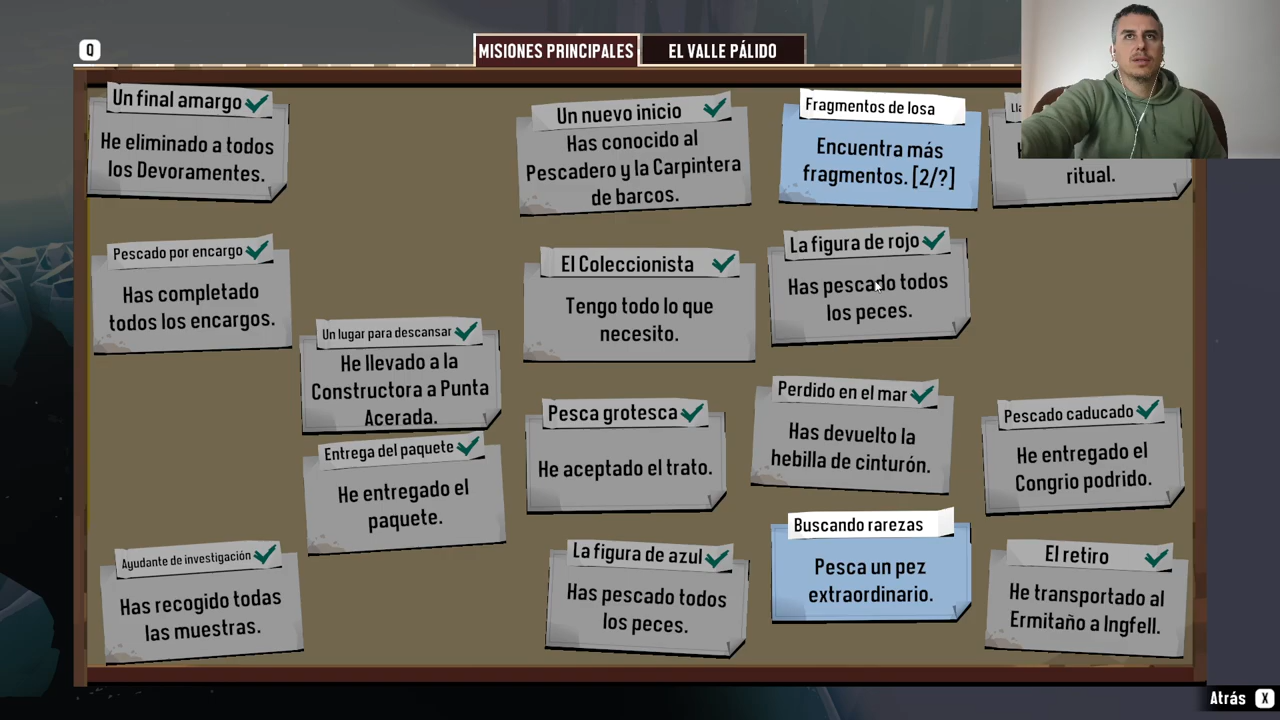 Q
MISIONES PRINCIPALES
EL VALLE PÁLIDO
Un final amargo
He eliminado a todos
los Devoramentes.
Un nuevo inicio
Has conocido al
Pescadero y la Carpintera
de barcos.
Fragmentos de losa
Encuentra más
fragmentos. [2/?]
ritual.
Pescado por encargo
Has completado
todos los encargos.
El Coleccionista
Tengo todo lo que
necesito.
La figura de rojo
Has pescado todos
los peces.
Un lugar para descansar
He llevado a la
Constructora a Punta
Acerada.
Pesca grotesca
He aceptado el trato.
Perdido en el mar
Has devuelto la
hebilla de cinturón.
Pescado caducado
He entregado el
Congrio podrido.
Entrega del paquete
He entregado el
paquete.
Ayudante de investigación
Has recogido todas
las muestras.
La figura de azul
Has pescado todos
los peces.
Buscando rarezas
Pesca un pez
extraordinario.
El retiro
He transportado al
Ermitaño a Ingfell.
Atrás X